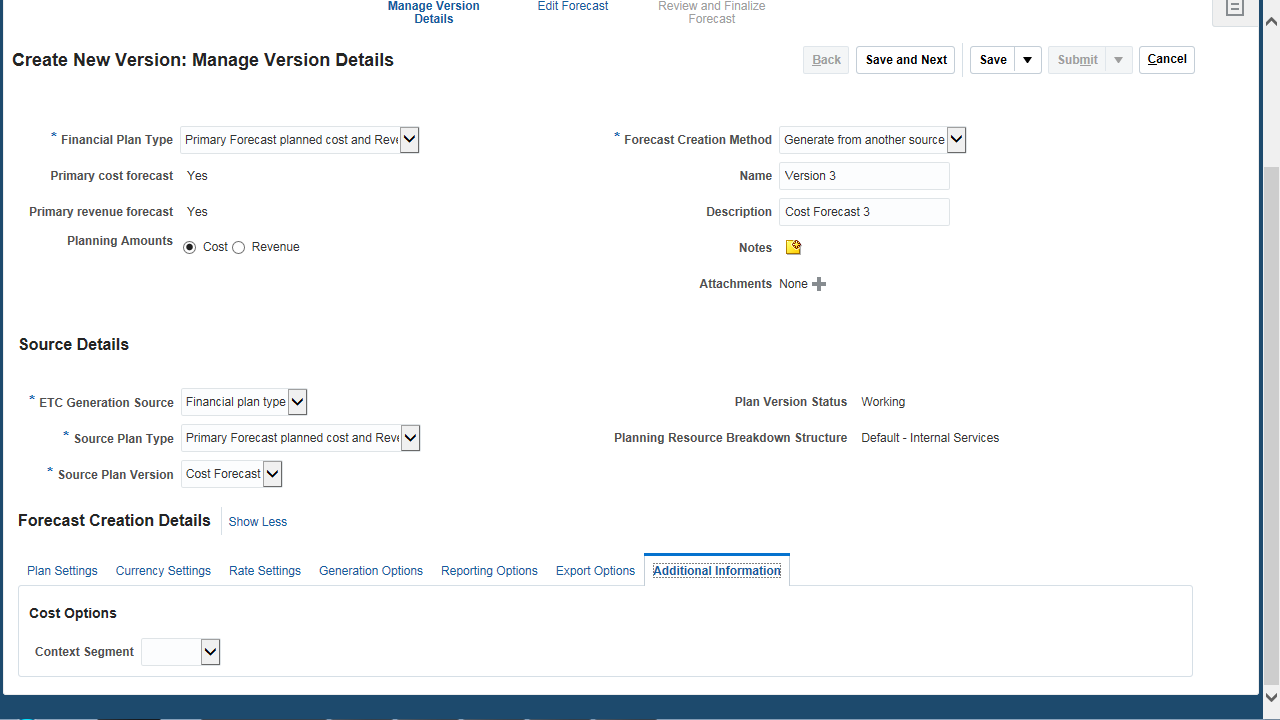 Manage Version
Details
Edit Forecast
Review and Finalize
Forecast
Create New Version: Manage Version Details
Back
Save and Next
Save
Submit
Cancel
* Financial Plan Type Primary Forecast planned cost and Reve
Primary cost forecast Yes
Primary revenue forecast Yes
Planning Amounts Cost Revenue
* Forecast Creation Method Generate from another source
Name Version 3
Description Cost Forecast 3
Notes
Attachments None
Source Details
* ETC Generation Source Financial plan type
* Source Plan Type Primary Forecast planned cost and Reve
* Source Plan Version Cost Forecast
Plan Version Status Working
Planning Resource Breakdown Structure Default - Internal Services
Forecast Creation Details Show Less
Plan Settings Currency Settings Rate Settings Generation Options Reporting Options Export Options Additional Information
Cost Options
Context Segment